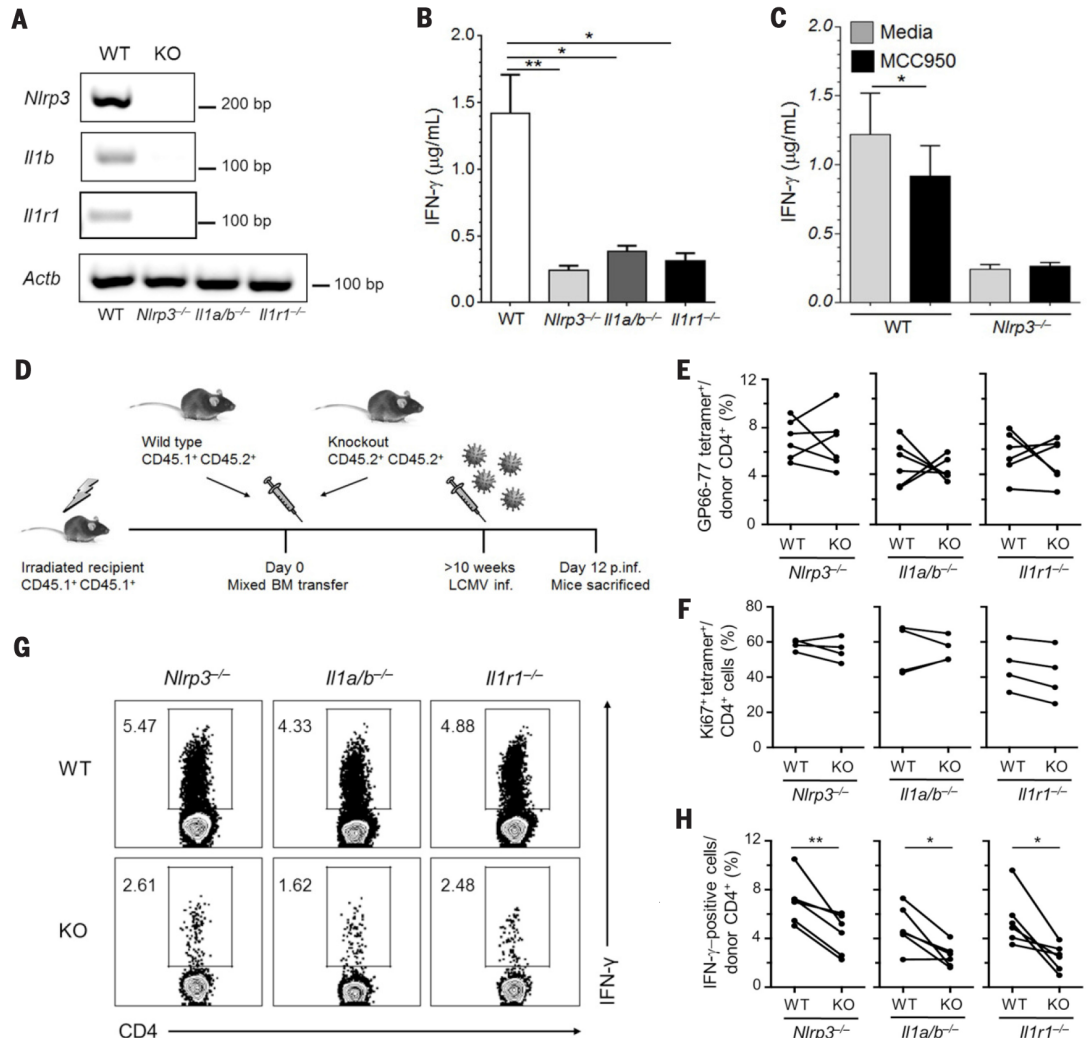 A
WT KO
Nlrp3
200 bp
Il1b
100 bp
Il1r1
100 bp
Actb
100 bp
WT Nlrp3–/– Il1a/b–/– Il1r1–/–
B
2.0
1.5
1.0
0.5
0.0
IFN-γ (μg/mL)
*
*
**
WT Nlrp3–/– Il1a/b–/– Il1r1–/–
C
2.0
1.5
1.0
0.5
0.0
IFN-γ (μg/mL)
Media
MCC950
*
WT Nlrp3–/–
D
Wild type
CD45.1+ CD45.2+
Knockout
CD45.2+ CD45.2+
Irradiated recipient
CD45.1+ CD45.1+
Day 0
Mixed BM transfer
>10 weeks
LCMV inf.
Day 12 p.inf.
Mice sacrificed
E
GP66-77 tetramer+/
donor CD4+ (%)
12
8
4
0
WT KO WT KO WT KO
Nlrp3–/– Il1a/b–/– Il1r1–/–
F
Ki67+ tetramer+/
CD4+ cells (%)
80
60
40
20
0
WT KO WT KO WT KO
Nlrp3–/– Il1a/b–/– Il1r1–/–
G
Nlrp3–/– Il1a/b–/– Il1r1–/–
WT
5.47 4.33 4.88
KO
2.61 1.62 2.48
CD4
IFN-γ
H
IFN-γ–positive cells/
donor CD4+ (%)
12
8
4
0
** * *
WT KO WT KO WT KO
Nlrp3–/– Il1a/b–/– Il1r1–/–